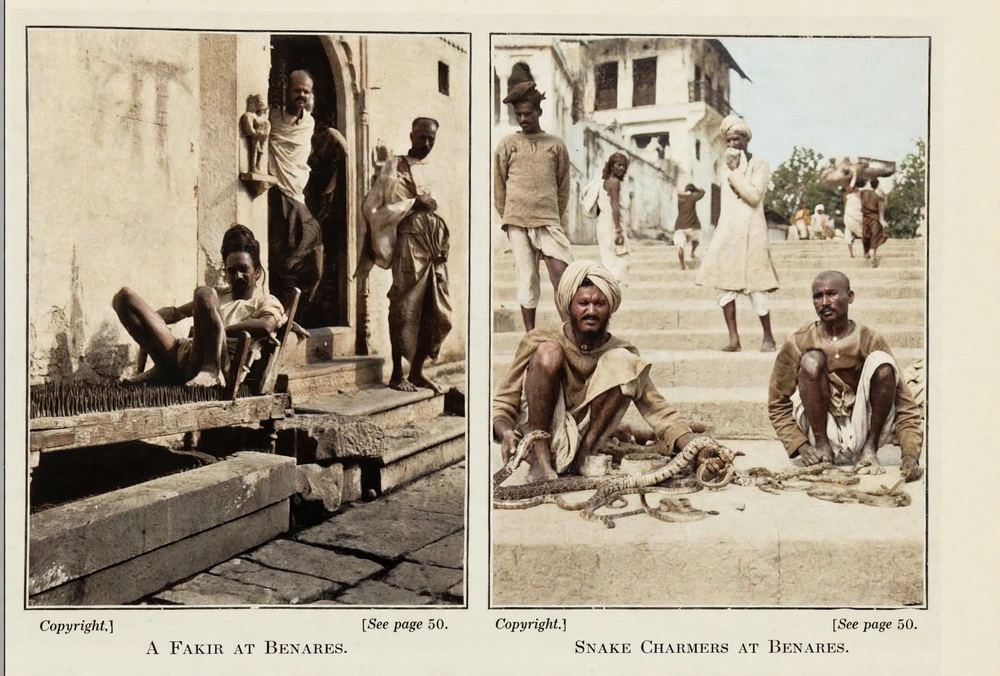 Copyright.] [See page 50.
A FAKIR AT BENARES.
Copyright.] [See page 50.
SNAKE CHARMERS AT BENARES.